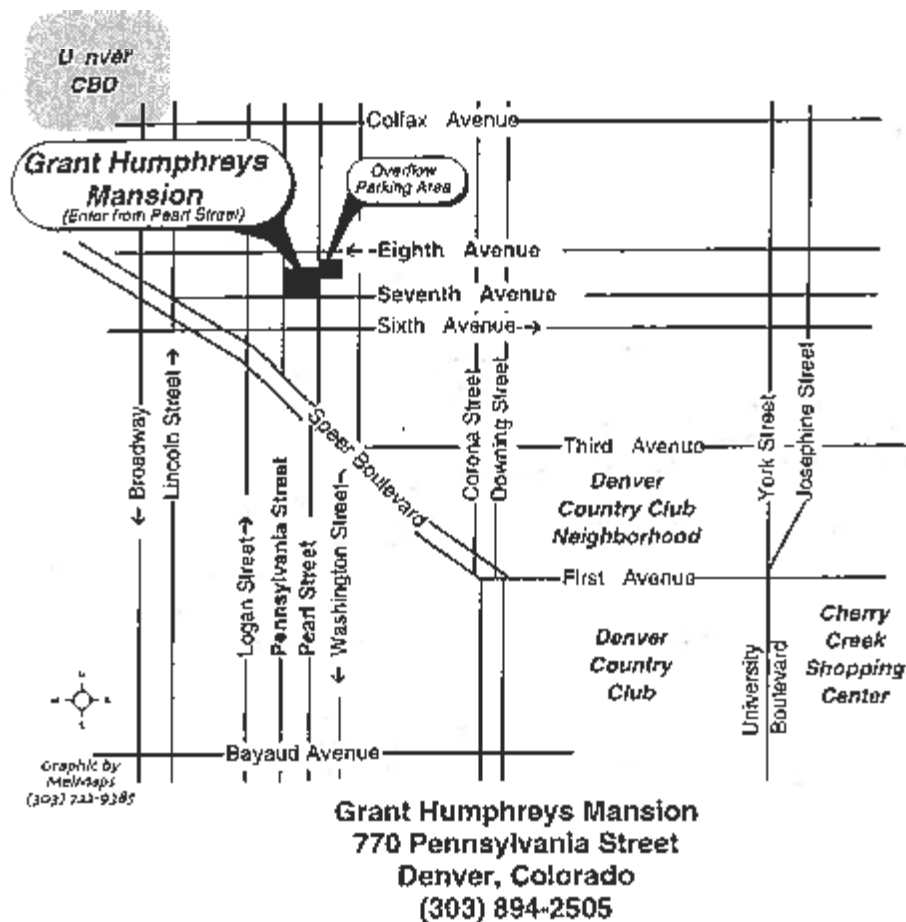 CBD
Colfax Avenue
Grant Humphreys
Mansion
(Enter from Pearl Street)
Overflow
Parking Area
←-Eighth Avenue
Seventh Avenue
Sixth Avenue→
← Broadway
Lincoln Street→
Logan Street→
Pennsylvania Street
Pearl Street
← Washington Street→
Speer Boulevard
Corona Street
Downing Street
York Street
Josephine Street
Third Avenue
Denver
Country Club
Neighborhood
First Avenue
Denver
Country
Club
University
Boulevard
Cherry
Creek
Shopping
Center
Bayaud Avenue
Graphic by
MelMaps
(303) 722-9385
Grant Humphreys Mansion
770 Pennsylvania Street
Denver, Colorado
(303) 894-2505